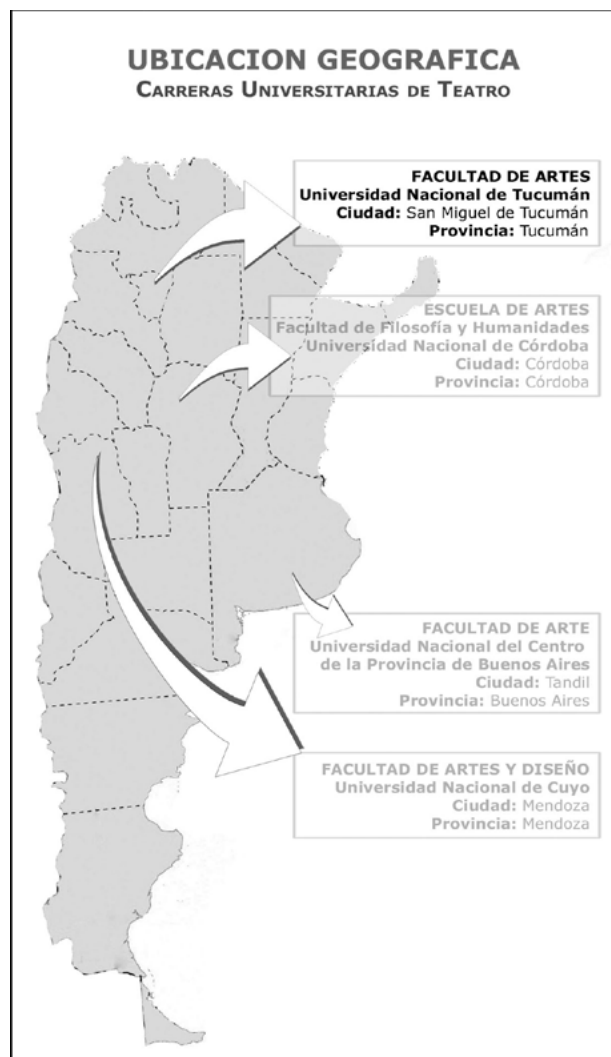 UBICACION GEOGRAFICA
CARRERAS UNIVERSITARIAS DE TEATRO
FACULTAD DE ARTES
Universidad Nacional de Tucumán
Ciudad: San Miguel de Tucumán
Provincia: Tucumán
ESCUELA DE ARTES
Facultad de Filosofía y Humanidades
Universidad Nacional de Córdoba
Ciudad: Córdoba
Provincia: Córdoba
FACULTAD DE ARTE
Universidad Nacional del Centro
de la Provincia de Buenos Aires
Ciudad: Tandil
Provincia: Buenos Aires
FACULTAD DE ARTES Y DISEÑO
Universidad Nacional de Cuyo
Ciudad: Mendoza
Provincia: Mendoza